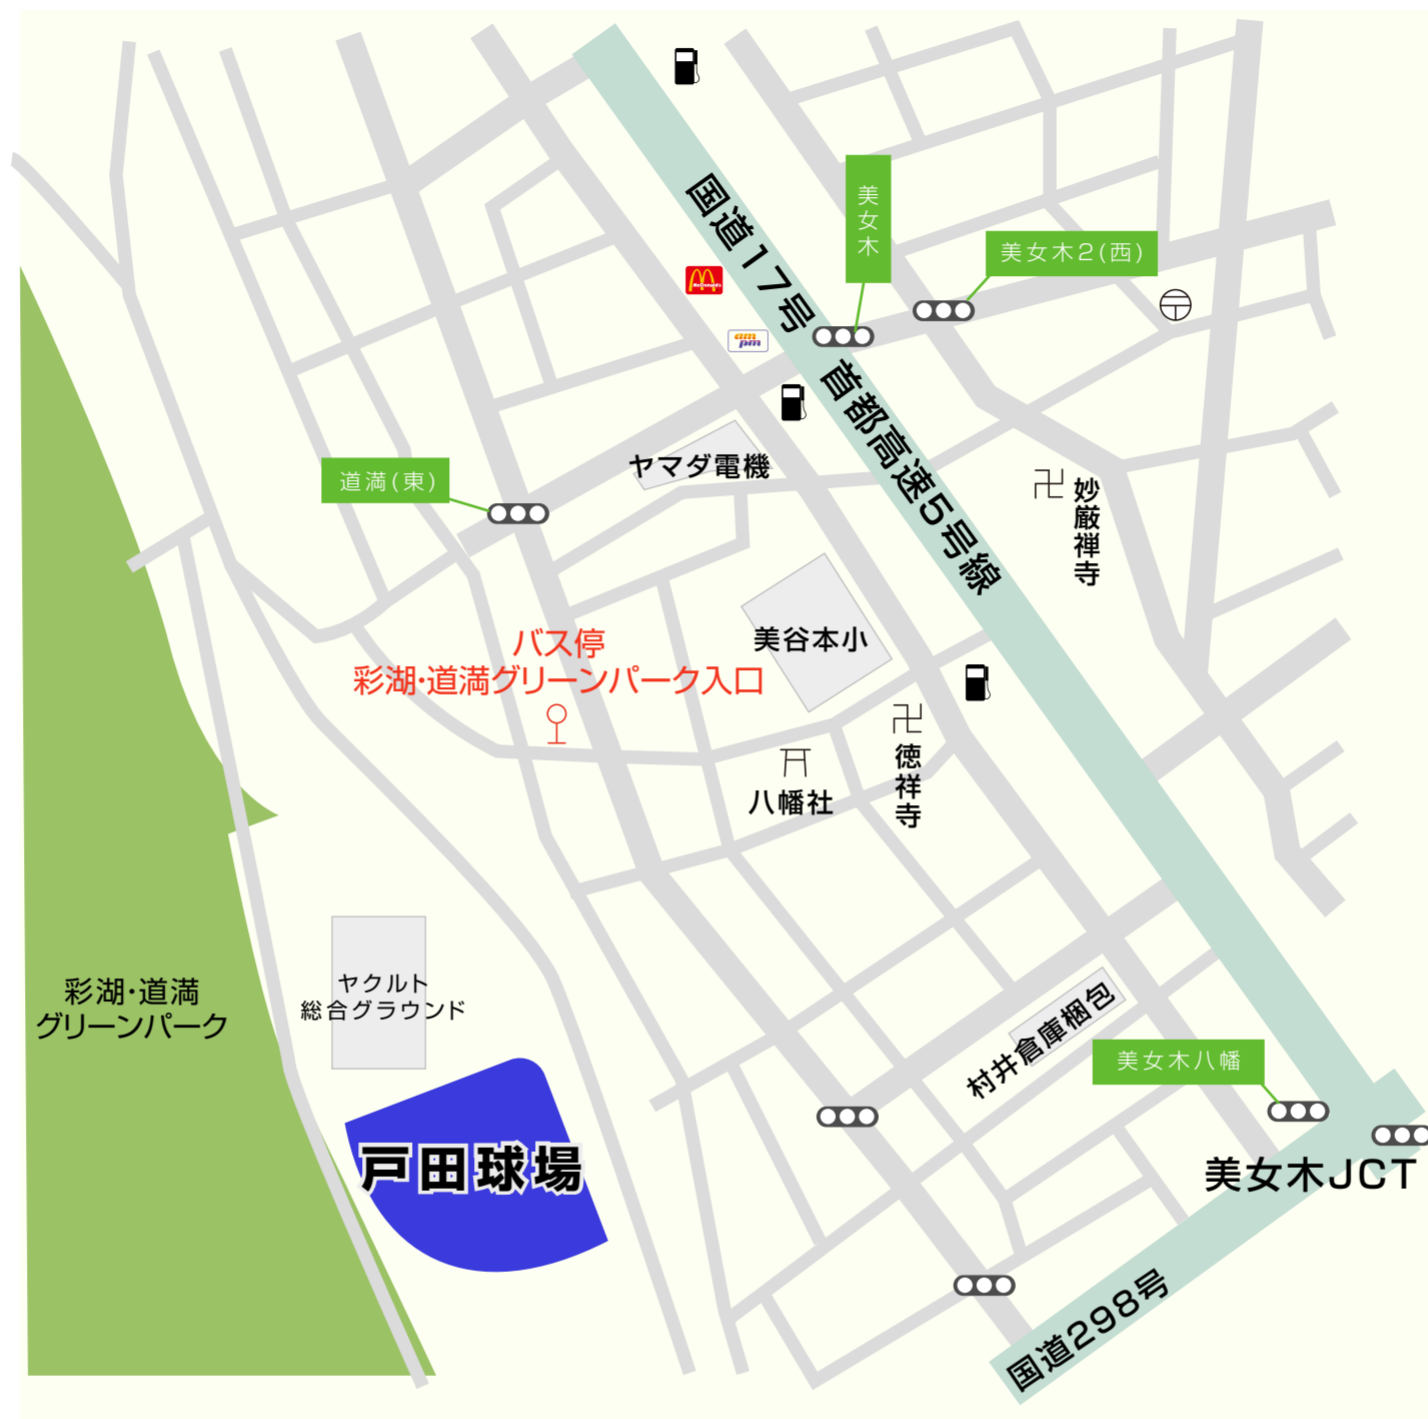 国道17号
美女木
美女木2(西)
McDonald's
am
pm
首都高速5号線
ヤマダ電機
道満(東)
妙厳禅寺
美谷本小
バス停
彩湖・道満グリーンパーク入口
徳祥寺
八幡社
彩湖・道満
グリーンパーク
ヤクルト
総合グラウンド
村井倉庫梱包
美女木八幡
戸田球場
美女木JCT
国道298号